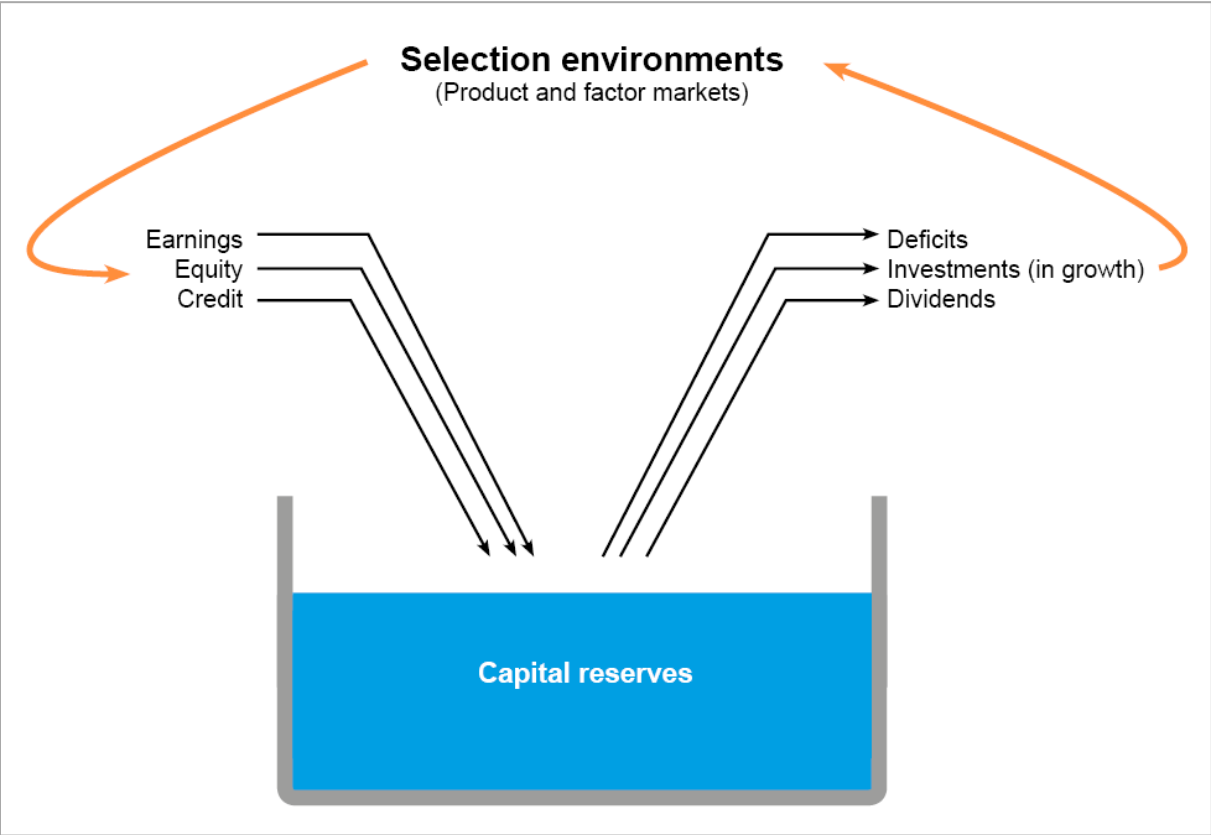 Selection environments
(Product and factor markets)
Earnings
Equity
Credit
Deficits
Investments (in growth)
Dividends
Capital reserves